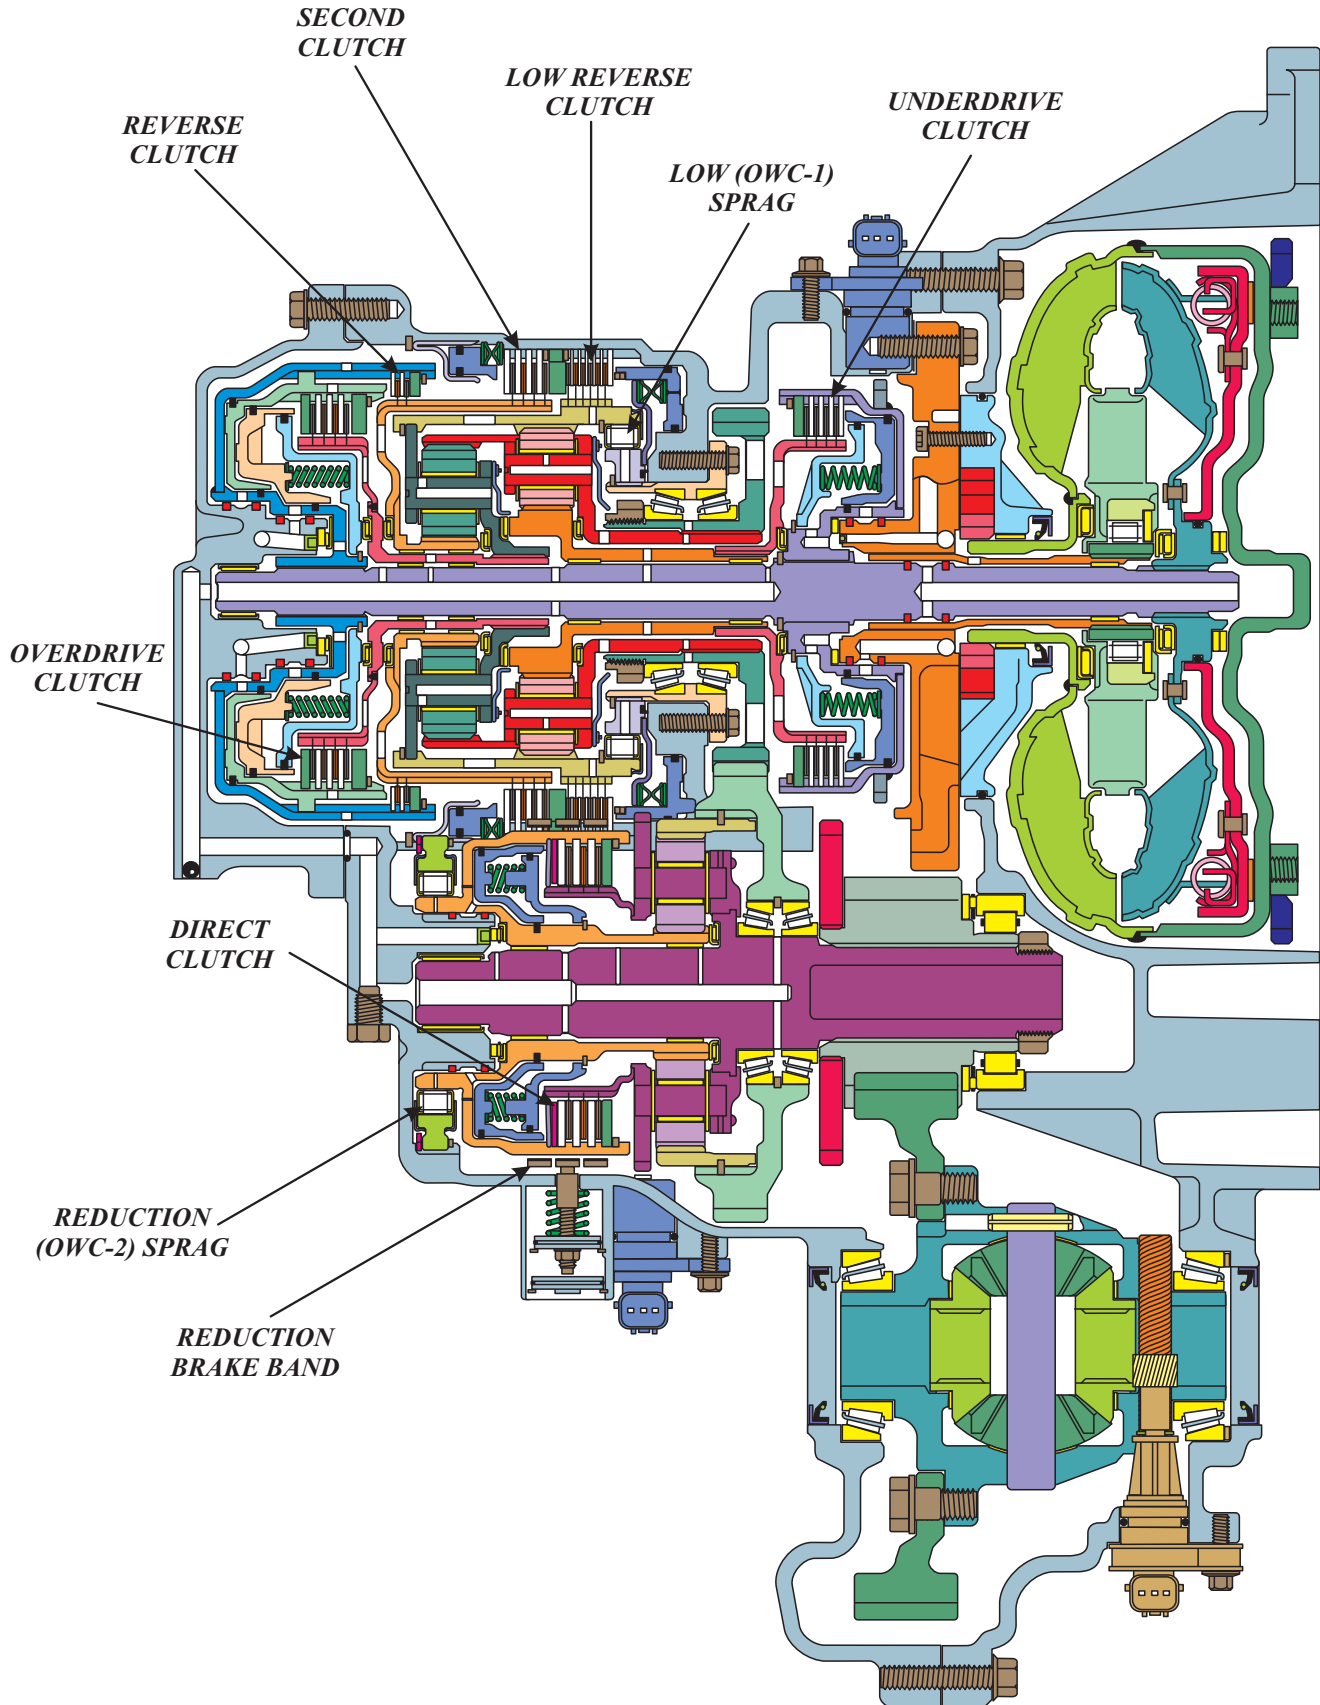 SECOND
CLUTCH
LOW REVERSE
CLUTCH
UNDERDRIVE
CLUTCH
REVERSE
CLUTCH
LOW (OWC-1)
SPRAG
OVERDRIVE
CLUTCH
DIRECT
CLUTCH
REDUCTION
(OWC-2) SPRAG
REDUCTION
BRAKE BAND